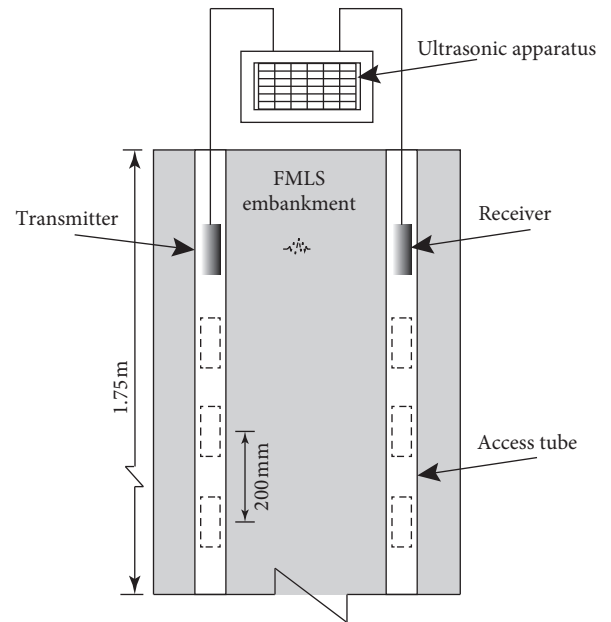 Ultrasonic apparatus
FMLS
embankment
Transmitter
Receiver
1.75 m
200 mm
Access tube